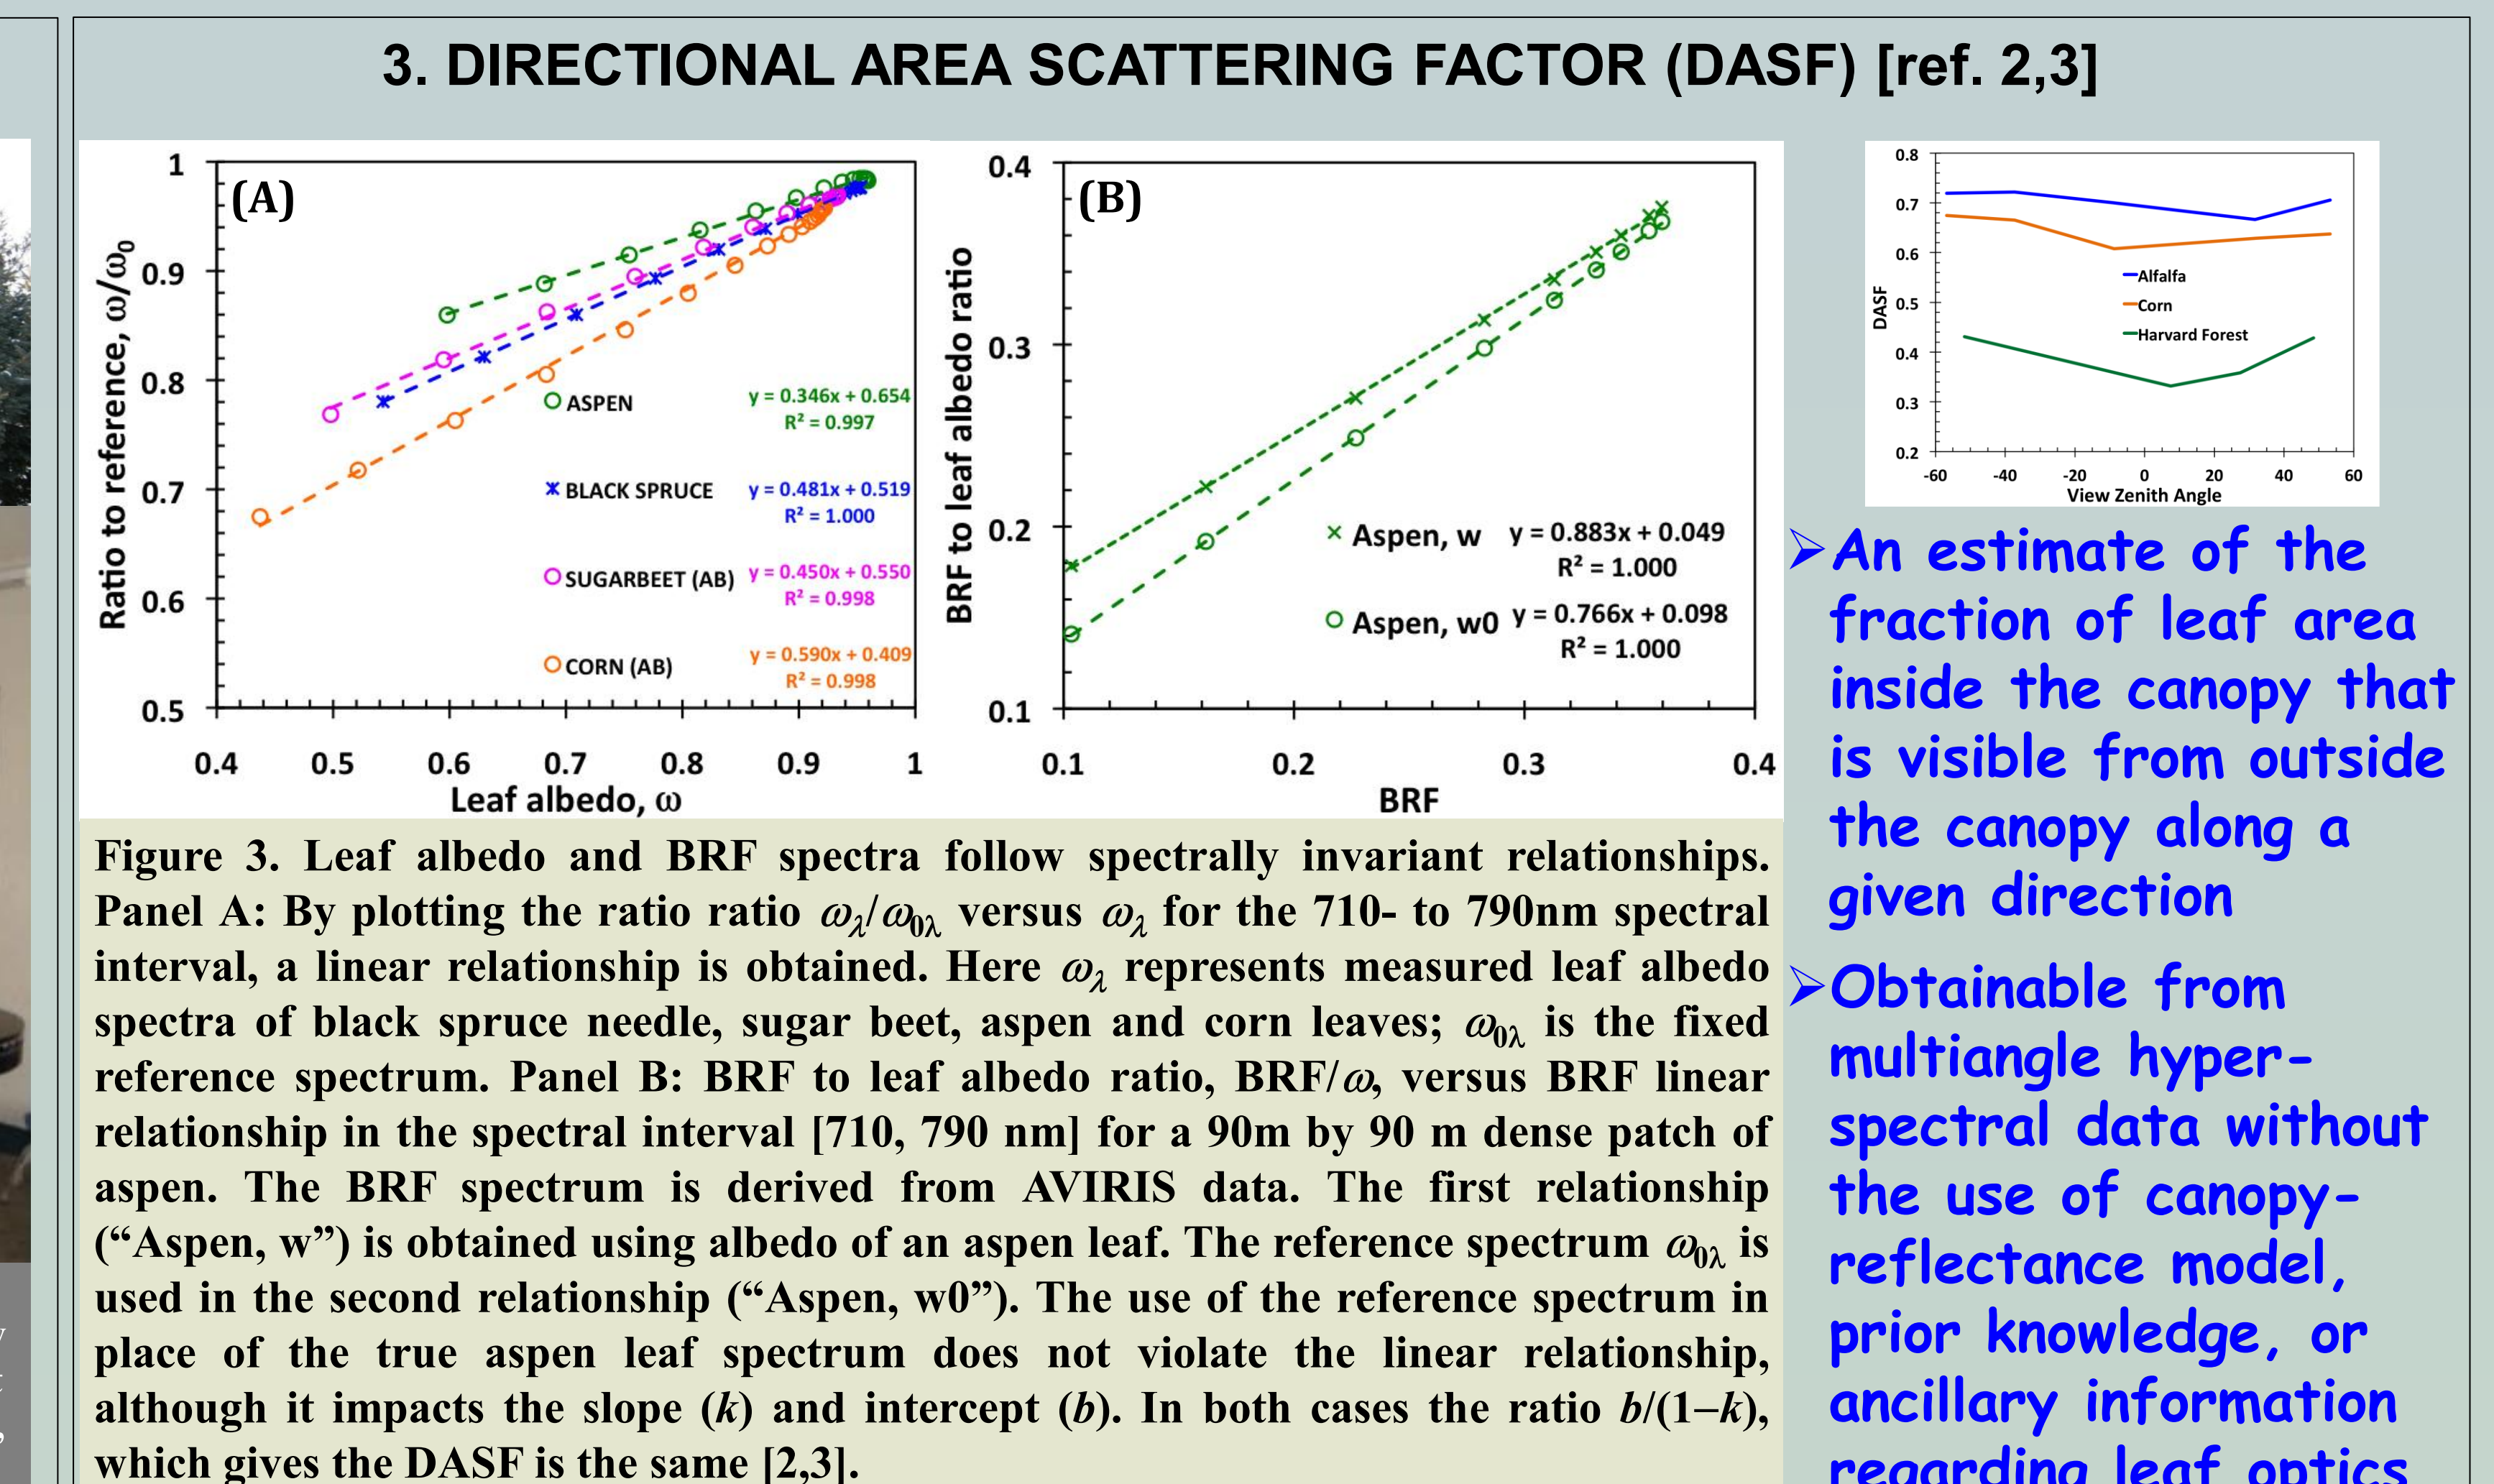 3. DIRECTIONAL AREA SCATTERING FACTOR (DASF) [ref. 2,3]
(A)
Ratio to reference, ω/ω0
1
0.9
0.8
0.7
0.6
0.5
ASPEN
y = 0.346x + 0.654
R² = 0.997
BLACK SPRUCE
y = 0.481x + 0.519
R² = 1.000
SUGARBEET (AB)
y = 0.450x + 0.550
R² = 0.998
CORN (AB)
y = 0.590x + 0.409
R² = 0.998
0.4 0.5 0.6 0.7 0.8 0.9 1
Leaf albedo, ω
(B)
BRF to leaf albedo ratio
0.4
0.3
0.2
0.1
Aspen, w
y = 0.883x + 0.049
R² = 1.000
Aspen, w0
y = 0.766x + 0.098
R² = 1.000
0.1 0.2 0.3 0.4
BRF
DASF
0.8
0.7
0.6
0.5
0.4
0.3
0.2
Alfalfa
Corn
Harvard Forest
-60 -40 -20 0 20 40 60
View Zenith Angle
Figure 3. Leaf albedo and BRF spectra follow spectrally invariant relationships.
Panel A: By plotting the ratio ratio ωλ/ω0λ versus ωλ for the 710- to 790nm spectral
interval, a linear relationship is obtained. Here ωλ represents measured leaf albedo
spectra of black spruce needle, sugar beet, aspen and corn leaves; ω0λ is the fixed
reference spectrum. Panel B: BRF to leaf albedo ratio, BRF/ω, versus BRF linear
relationship in the spectral interval [710, 790 nm] for a 90m by 90 m dense patch of
aspen. The BRF spectrum is derived from AVIRIS data. The first relationship
(“Aspen, w”) is obtained using albedo of an aspen leaf. The reference spectrum ω0λ is
used in the second relationship (“Aspen, w0”). The use of the reference spectrum in
place of the true aspen leaf spectrum does not violate the linear relationship,
although it impacts the slope (k) and intercept (b). In both cases the ratio b/(1−k),
which gives the DASF is the same [2,3].
➢An estimate of the
fraction of leaf area
inside the canopy that
is visible from outside
the canopy along a
given direction
➢Obtainable from
multiangle hyper-
spectral data without
the use of canopy-
reflectance model,
prior knowledge, or
ancillary information
regarding leaf optics